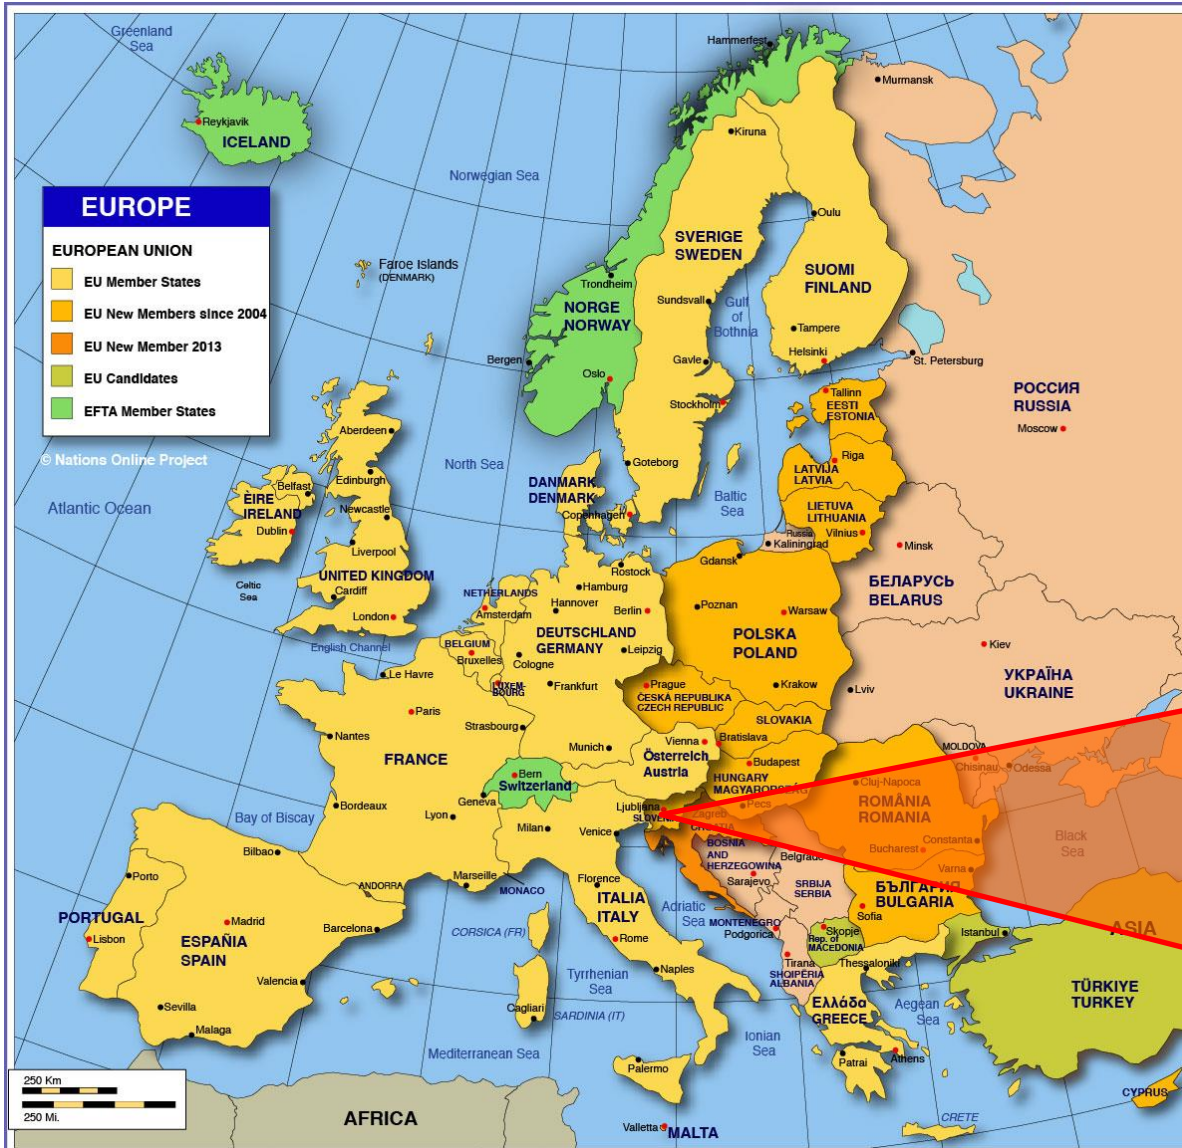 Greenland
Sea
Hammerfest
Murmansk
Reykjavik
ICELAND
Kiruna
Norwegian Sea
EUROPE
EUROPEAN UNION
EU Member States
EU New Members since 2004
EU New Member 2013
EU Candidates
EFTA Member States
© Nations Online Project
Faroe Islands
(DENMARK)
Oulu
SVERIGE
SWEDEN
SUOMI
FINLAND
Trondheim
NORGE
NORWAY
Sundsvall
Gulf
of
Bothnia
Tampere
Bergen
Gavle
Helsinki
St. Petersburg
Oslo
Stockholm
Tallinn
EESTI
ESTONIA
РОССИЯ
RUSSIA
Moscow
Aberdeen
North Sea
Goteborg
Riga
LATVIJA
LATVIA
Edinburgh
Belfast
DANMARK
DENMARK
Copenhagen
Baltic
Sea
LIETUVA
LITHUANIA
Vilnius
Russia
Kaliningrad
Minsk
Atlantic Ocean
ÈIRE
IRELAND
Dublin
Newcastle
Liverpool
Celtic
Sea
UNITED KINGDOM
Cardiff
London
English Channel
NETHERLANDS
Amsterdam
Rostock
Hamburg
Hannover
Berlin
Gdansk
Poznan
Warsaw
БЕЛАРУСЬ
BELARUS
DEUTSCHLAND
GERMANY
Leipzig
POLSKA
POLAND
Kiev
BELGIUM
Bruxelles
Cologne
Le Havre
LUXEM-
BOURG
Frankfurt
Prague
ČESKÁ REPUBLIKA
CZECH REPUBLIC
Krakow
Lviv
УКРАЇНА
UKRAINE
Paris
Strasbourg
SLOVAKIA
Nantes
FRANCE
Munich
Vienna
Bratislava
Österreich
Austria
Budapest
HUNGARY
MAGYARORSZÁG
MOLDOVA
Chisinau
Odessa
Cluj-Napoca
Bern
Switzerland
Geneva
Bordeaux
Lyon
Milan
Venice
Ljubljana
SLOVENIA
Zagreb
CROATIA
Pecs
ROMÂNIA
ROMANIA
Bucharest
Constanta
Black
Sea
Bay of Biscay
Bilbao
BOSNIA
AND
HERZEGOWINA
Sarajevo
Belgrade
SRBIJA
SERBIA
Varna
БЪЛГАРИЯ
BULGARIA
Sofia
Porto
ANDORRA
Marseille
MONACO
Florence
ITALIA
ITALY
Adriatic
Sea
MONTENEGRO
Podgorica
Skopje
Rep. of
MACEDONIA
Istanbul
ASIA
PORTUGAL
Lisbon
Madrid
ESPAÑIA
SPAIN
Barcelona
CORSICA (FR)
Rome
Tirana
SHQIPËRIA
ALBANIA
Thessaloniki
Valencia
Tyrrhenian
Sea
Naples
Ελλάδα
GREECE
Aegean
Sea
TÜRKIYE
TURKEY
Sevilla
Malaga
Cagliari
SARDINIA (IT)
Mediterranean Sea
Palermo
Ionian
Sea
Patrai
Athens
250 Km
250 Mi.
AFRICA
Valletta
MALTA
CRETE
CYPRUS